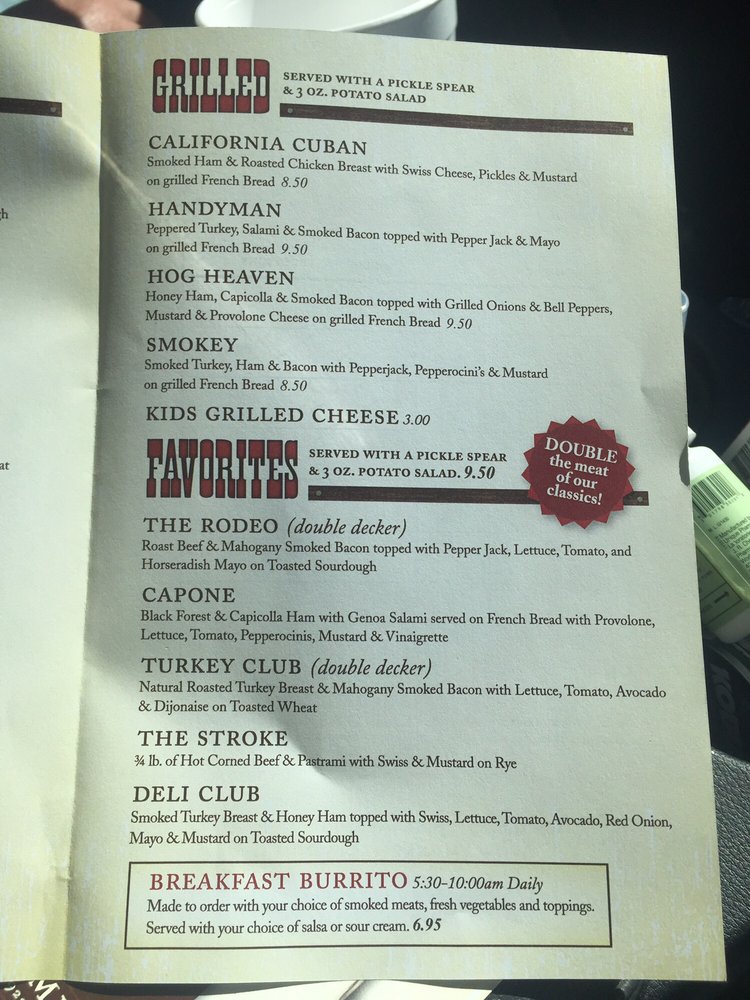 GRILLED
SERVED WITH A PICKLE SPEAR
& 3 OZ. POTATO SALAD
CALIFORNIA CUBAN
Smoked Ham & Roasted Chicken Breast with Swiss Cheese, Pickles & Mustard
on grilled French Bread 8.50
HANDYMAN
Peppered Turkey, Salami & Smoked Bacon topped with Pepper Jack & Mayo
on grilled French Bread 9.50
HOG HEAVEN
Honey Ham, Capicolla & Smoked Bacon topped with Grilled Onions & Bell Peppers,
Mustard & Provolone Cheese on grilled French Bread 9.50
SMOKEY
Smoked Turkey, Ham & Bacon with Pepperjack, Pepperocini's & Mustard
on grilled French Bread 8.50
KIDS GRILLED CHEESE 3.00
FAVORITES
SERVED WITH A PICKLE SPEAR
& 3 OZ. POTATO SALAD. 9.50
DOUBLE
the meat
of our
classics!
THE RODEO (double decker)
Roast Beef & Mahogany Smoked Bacon topped with Pepper Jack, Lettuce, Tomato, and
Horseradish Mayo on Toasted Sourdough
CAPONE
Black Forest & Capicolla Ham with Genoa Salami served on French Bread with Provolone,
Lettuce, Tomato, Pepperocinis, Mustard & Vinaigrette
TURKEY CLUB (double decker)
Natural Roasted Turkey Breast & Mahogany Smoked Bacon with Lettuce, Tomato, Avocado
& Dijonaise on Toasted Wheat
THE STROKE
¾ lb. of Hot Corned Beef & Pastrami with Swiss & Mustard on Rye
DELI CLUB
Smoked Turkey Breast & Honey Ham topped with Swiss, Lettuce, Tomato, Avocado, Red Onion,
Mayo & Mustard on Toasted Sourdough
BREAKFAST BURRITO 5:30-10:00am Daily
Made to order with your choice of smoked meats, fresh vegetables and toppings.
Served with your choice of salsa or sour cream. 6.95